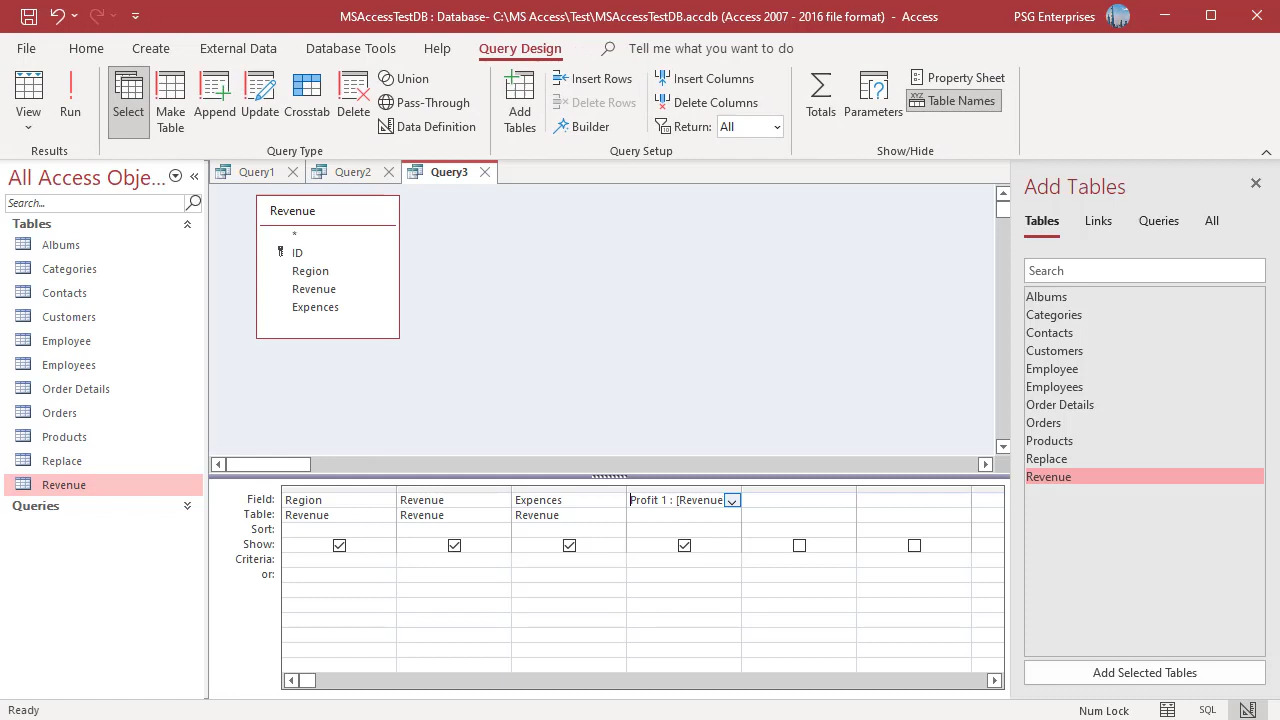 MSAccessTestDB : Database- C:\MS Access\Test\MSAccessTestDB.accdb (Access 2007 - 2016 file format) - Access
PSG Enterprises
File
Home
Create
External Data
Database Tools
Help
Query Design
Tell me what you want to do
View
Run
Select
Make
Table
Append
Update
Crosstab
Delete
Union
Pass-Through
Data Definition
Add
Tables
Insert Rows
Delete Rows
Builder
Insert Columns
Delete Columns
Return:
All
Totals
Parameters
Property Sheet
XYZ
Table Names
Results
Query Type
Query Setup
Show/Hide
All Access Obje...
Search...
Tables
Albums
Categories
Contacts
Customers
Employee
Employees
Order Details
Orders
Products
Replace
Revenue
Queries
Query1
Query2
Query3
Revenue
*
ID
Region
Revenue
Expences
Field:
Region
Revenue
Expences
Profit 1 : [Revenue
Table:
Revenue
Revenue
Revenue
Sort:
Show:
Criteria:
or:
Add Tables
Tables
Links
Queries
All
Search
Albums
Categories
Contacts
Customers
Employee
Employees
Order Details
Orders
Products
Replace
Revenue
Add Selected Tables
Ready
Num Lock
SQL